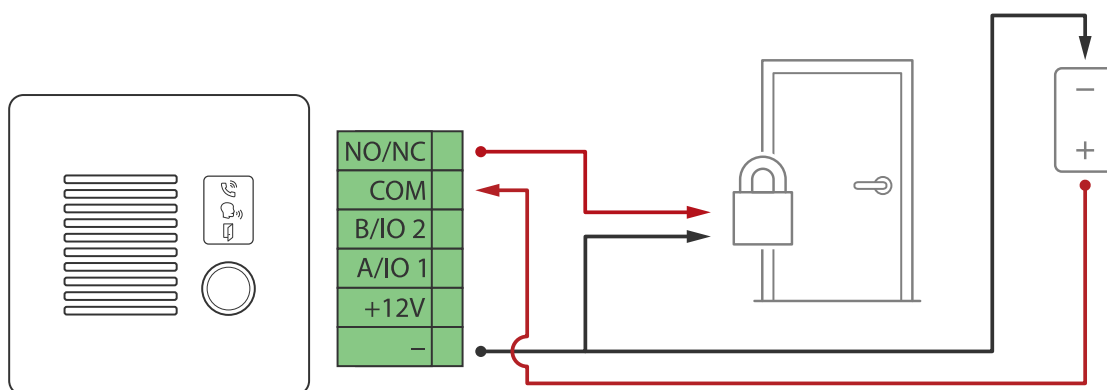 NO/NC
COM
B/IO 2
A/IO 1
+12V
–
–
+